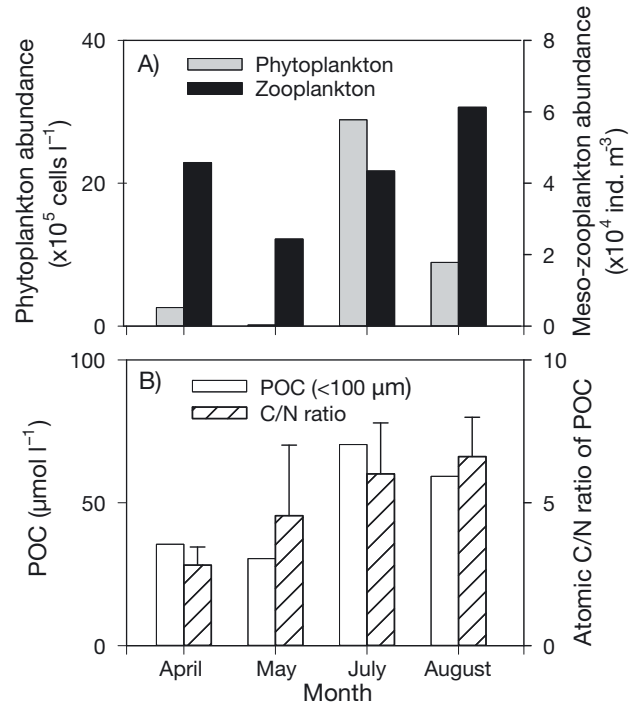 A)
Phytoplankton
Zooplankton
Phytoplankton abundance
(x10⁵ cells l⁻¹)
40
20
0
Meso-zooplankton abundance
(x10⁴ ind. m⁻³)
8
6
4
2
0
B)
POC (<100 µm)
C/N ratio
POC (µmol l⁻¹)
100
50
0
Atomic C/N ratio of POC
10
5
0
April May July August
Month